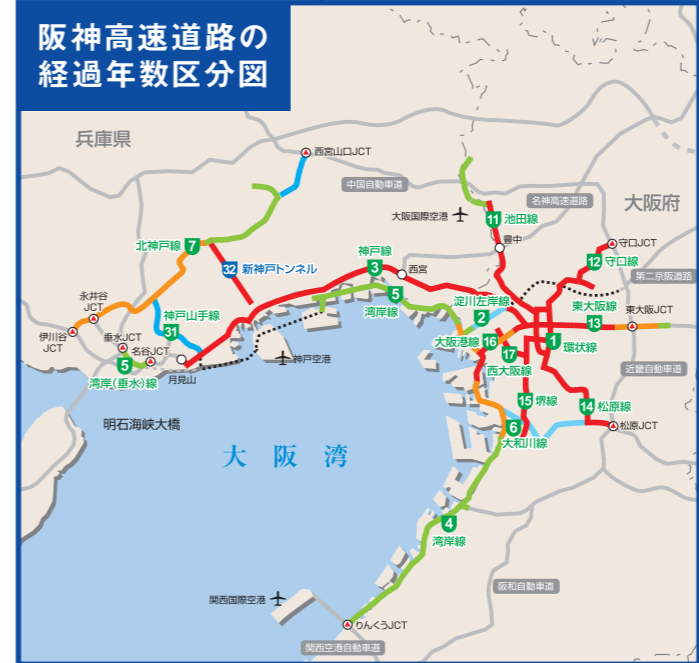 阪神高速道路の
経過年数区分図
兵庫県
西宮山口JCT
中国自動車道
大阪国際空港
11 池田線
名神高速道路
大阪府
豊中
北神戸線 7
32 新神戸トンネル
神戸線
3
西宮
守口JCT
12 守口線
第二京阪道路
5
湾岸線
淀川左岸線
2
東大阪線
13
東大阪JCT
永井谷
JCT
伊川谷
JCT
神戸山手線
31
垂水JCT
名谷JCT
5
湾岸(垂水)線
月見山
神戸空港
大阪港線 16
17
西大阪線
1
環状線
近畿自動車道
15 堺線
14 松原線
松原JCT
明石海峡大橋
大阪湾
6
大和川線
4
湾岸線
阪和自動車道
関西国際空港
りんくうJCT
関西空港自動車道